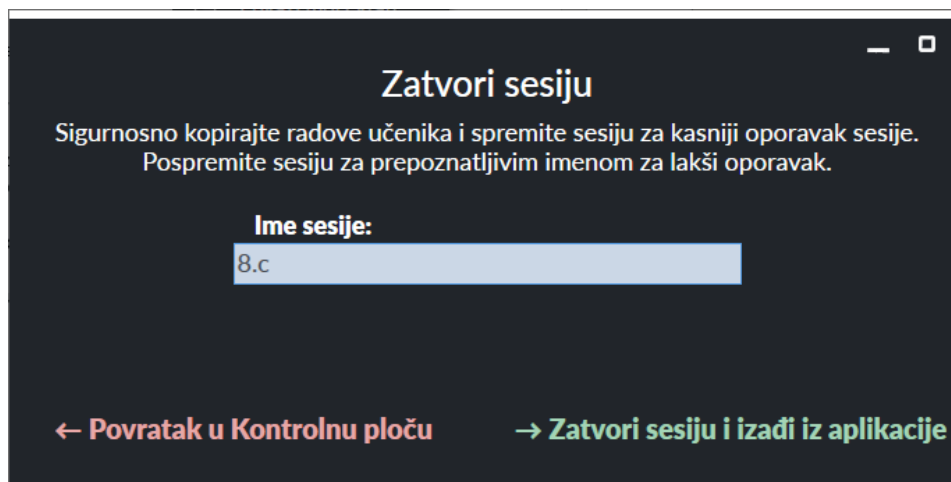 Zatvori sesiju
Sigurnosno kopirajte radove učenika i spremite sesiju za kasniji oporavak sesije.
Pospremite sesiju za prepoznatljivim imenom za lakši oporavak.
Ime sesije:
8.c
← Povratak u Kontrolnu ploču
→ Zatvori sesiju i izađi iz aplikacije